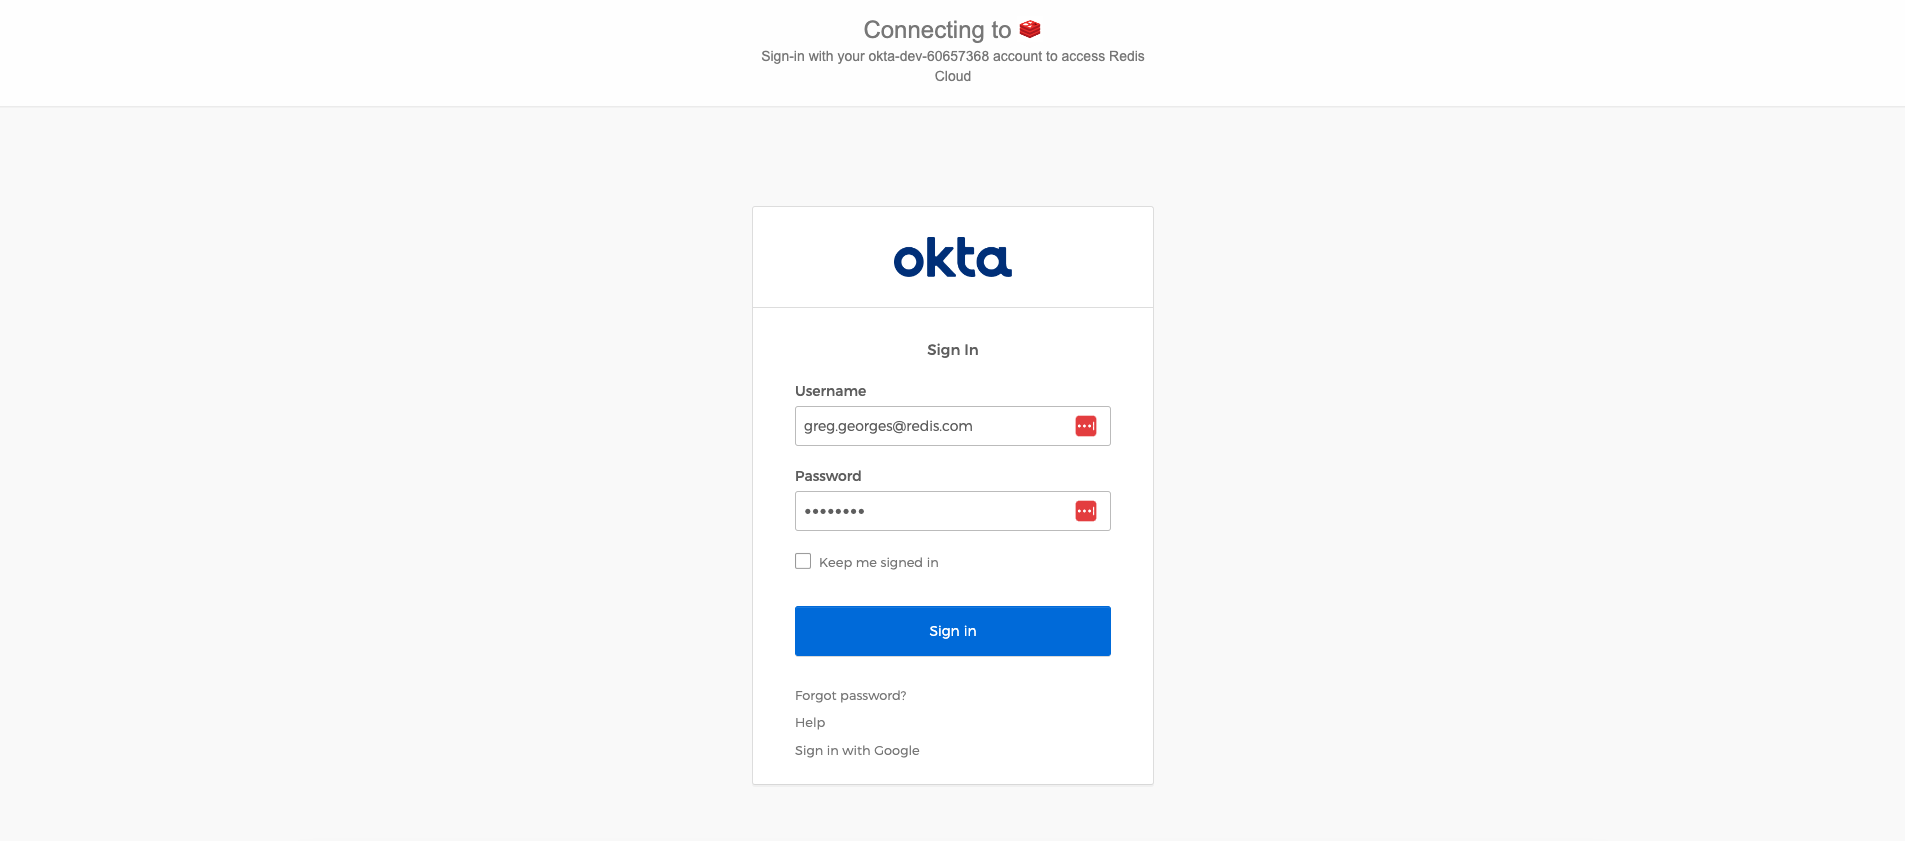 Connecting to
Sign-in with your okta-dev-60657368 account to access Redis
Cloud
okta
Sign In
Username
greg.georges@redis.com
Password
••••••••
Keep me signed in
Sign in
Forgot password?
Help
Sign in with Google